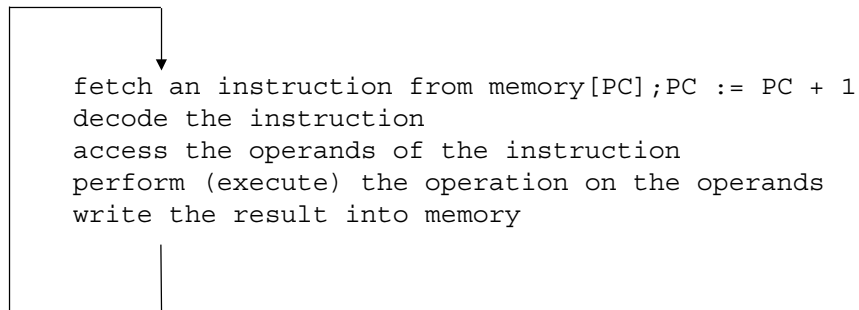 fetch an instruction from memory[PC];PC := PC + 1
decode the instruction
access the operands of the instruction
perform (execute) the operation on the operands
write the result into memory